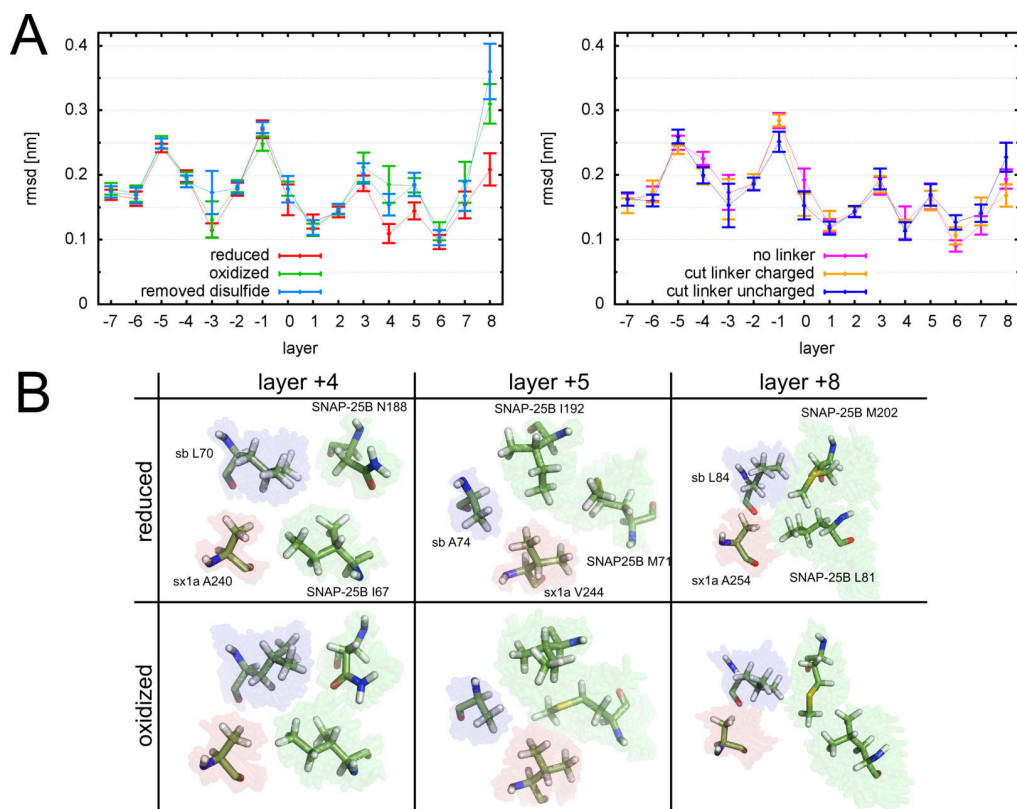 A
0.4
0.3
0.2
0.1
0
rmsd [nm]
reduced
oxidized
removed disulfide
-7 -6 -5 -4 -3 -2 -1 0 1 2 3 4 5 6 7 8
layer
0.4
0.3
0.2
0.1
0
rmsd [nm]
no linker
cut linker charged
cut linker uncharged
-7 -6 -5 -4 -3 -2 -1 0 1 2 3 4 5 6 7 8
layer
B
layer +4
layer +5
layer +8
reduced
SNAP-25B N188
sb L70
sx1a A240
SNAP-25B I67
SNAP-25B I192
sb A74
SNAP25B M71
sx1a V244
SNAP-25B M202
sb L84
sx1a A254
SNAP-25B L81
oxidized